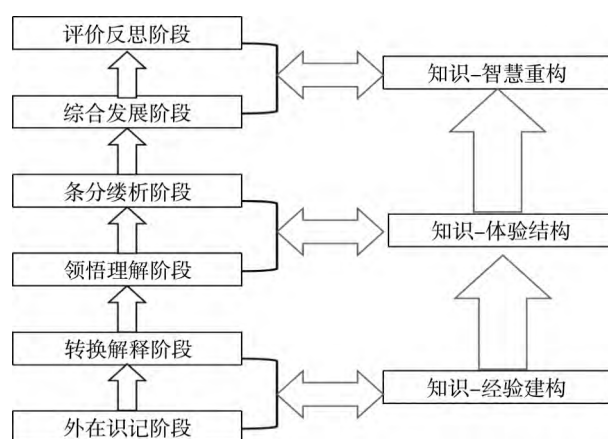 评价反思阶段
知识–智慧重构
综合发展阶段
条分缕析阶段
知识–体验结构
领悟理解阶段
转换解释阶段
知识–经验建构
外在识记阶段